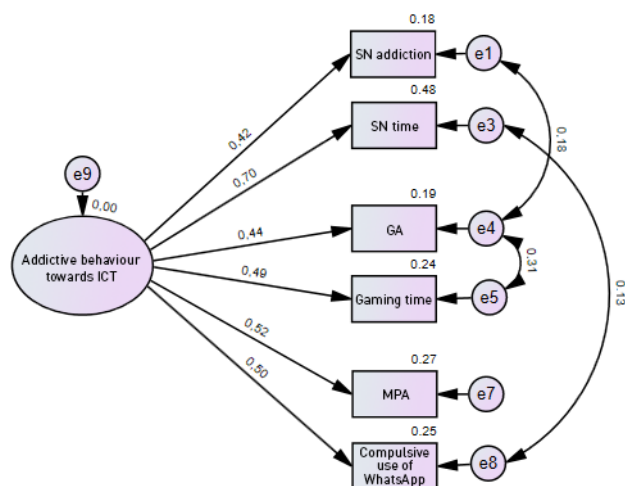 0.18
SN addiction
e1
0.48
SN time
e3
0,42
0,70
0,18
e9
0,00
0.19
GA
e4
0,44
Addictive behaviour
towards ICT
0.24
Gaming time
e5
0,49
0,31
0,13
0,52
0.27
MPA
e7
0,50
0.25
Compulsive
use of
WhatsApp
e8